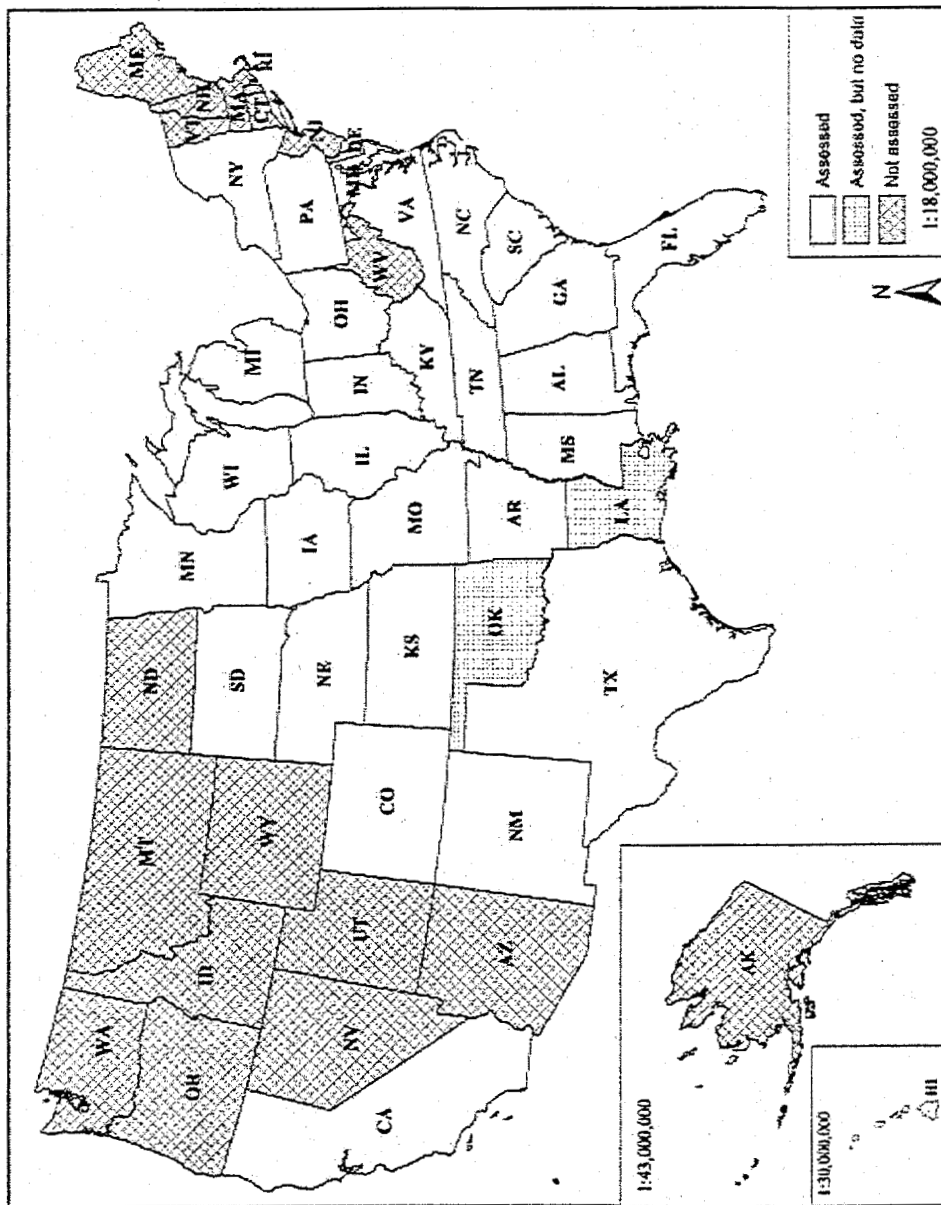 WA
OR
CA
NV
ID
MT
WY
UT
AZ
CO
NM
ND
SD
NE
KS
OK
TX
MN
IA
MO
AR
LA
WI
IL
MS
MI
IN
KY
TN
AL
OH
WV
GA
FL
SC
NC
VA
PA
NY
NJ
MD
DE
VT
NH
MA
CT
RI
ME
AK
HI
1:43,000,000
1:30,000,000
N
Assessed
Assessed, but no data
Not assessed
1:18,000,000